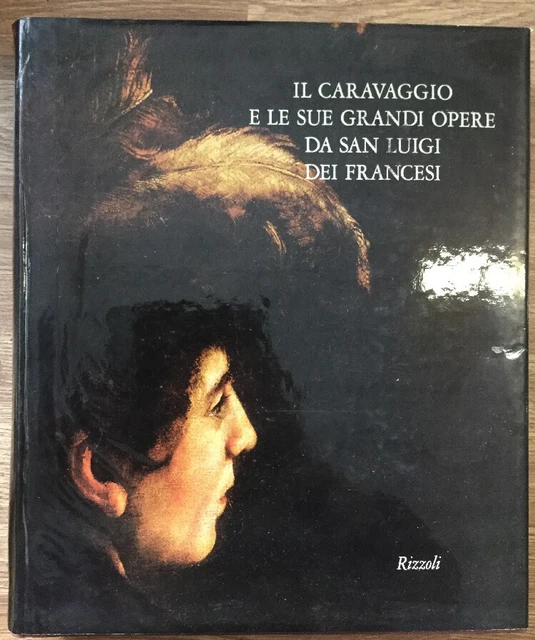 IL CARAVAGGIO
E LE SUE GRANDI OPERE
DA SAN LUIGI
DEI FRANCESI
Rizzoli